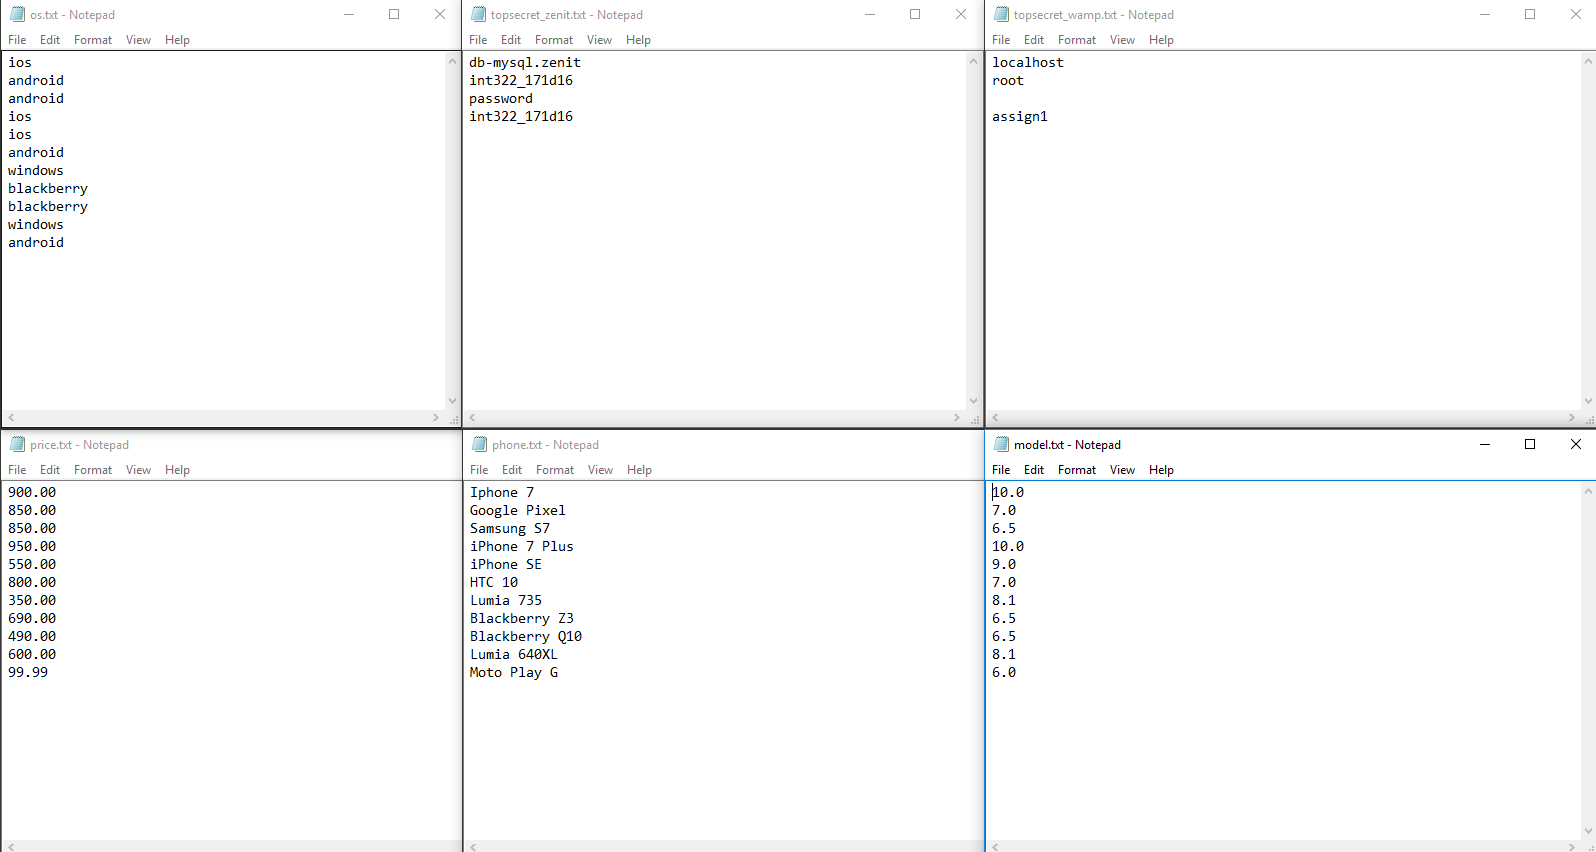 os.txt - Notepad
File Edit Format View Help
ios
android
android
ios
ios
android
windows
blackberry
blackberry
windows
android
topsecret_zenit.txt - Notepad
File Edit Format View Help
db-mysql.zenit
int322_171d16
password
int322_171d16
topsecret_wamp.txt - Notepad
File Edit Format View Help
localhost
root
assign1
price.txt - Notepad
File Edit Format View Help
900.00
850.00
850.00
950.00
550.00
800.00
350.00
690.00
490.00
600.00
99.99
phone.txt - Notepad
File Edit Format View Help
Iphone 7
Google Pixel
Samsung S7
iPhone 7 Plus
iPhone SE
HTC 10
Lumia 735
Blackberry Z3
Blackberry Q10
Lumia 640XL
Moto Play G
model.txt - Notepad
File Edit Format View Help
10.0
7.0
6.5
10.0
9.0
7.0
8.1
6.5
6.5
8.1
6.0